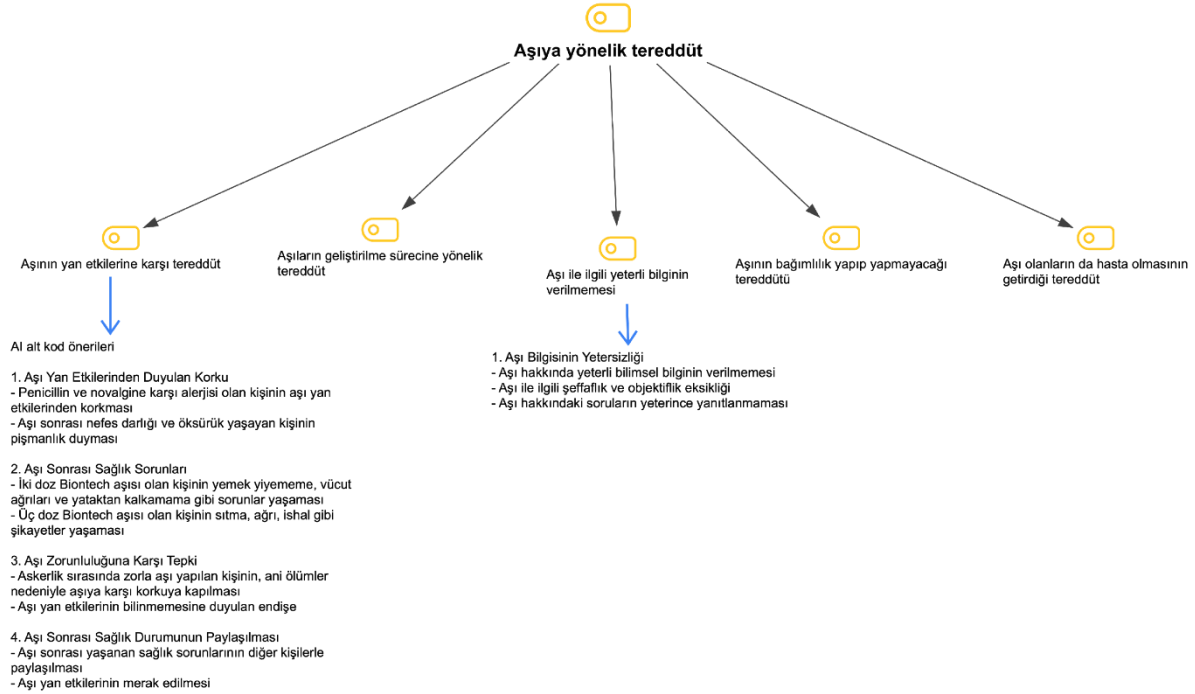 Aşıya yönelik tereddüt
Aşının yan etkilerine karşı tereddüt
Aşıların geliştirilme sürecine yönelik
tereddüt
Aşı ile ilgili yeterli bilginin
verilmemesi
Aşının bağımlılık yapıp yapmayacağı
tereddütü
Aşı olanların da hasta olmasının
getirdiği tereddüt
AI alt kod önerileri
1. Aşı Yan Etkilerinden Duyulan Korku
- Penicillin ve novalgine karşı alerjisi olan kişinin aşı yan
etkilerinden korkması
- Aşı sonrası nefes darlığı ve öksürük yaşayan kişinin
pişmanlık duyması
2. Aşı Sonrası Sağlık Sorunları
- İki doz Biontech aşısı olan kişinin yemek yiyememe, vücut
ağrıları ve yataktan kalkamama gibi sorunlar yaşaması
- Üç doz Biontech aşısı olan kişinin sıtma, ağrı, ishal gibi
şikayetler yaşaması
3. Aşı Zorunluluğuna Karşı Tepki
- Askerlik sırasında zorla aşı yapılan kişinin, ani ölümler
nedeniyle aşıya karşı korkuya kapılması
- Aşı yan etkilerinin bilinmemesine duyulan endişe
4. Aşı Sonrası Sağlık Durumunun Paylaşılması
- Aşı sonrası yaşanan sağlık sorunlarının diğer kişilerle
paylaşılması
- Aşı yan etkilerinin merak edilmesi
1. Aşı Bilgisinin Yetersizliği
- Aşı hakkında yeterli bilimsel bilginin verilmemesi
- Aşı ile ilgili şeffaflık ve objektiflik eksikliği
- Aşı hakkındaki soruların yeterince yanıtlanmaması